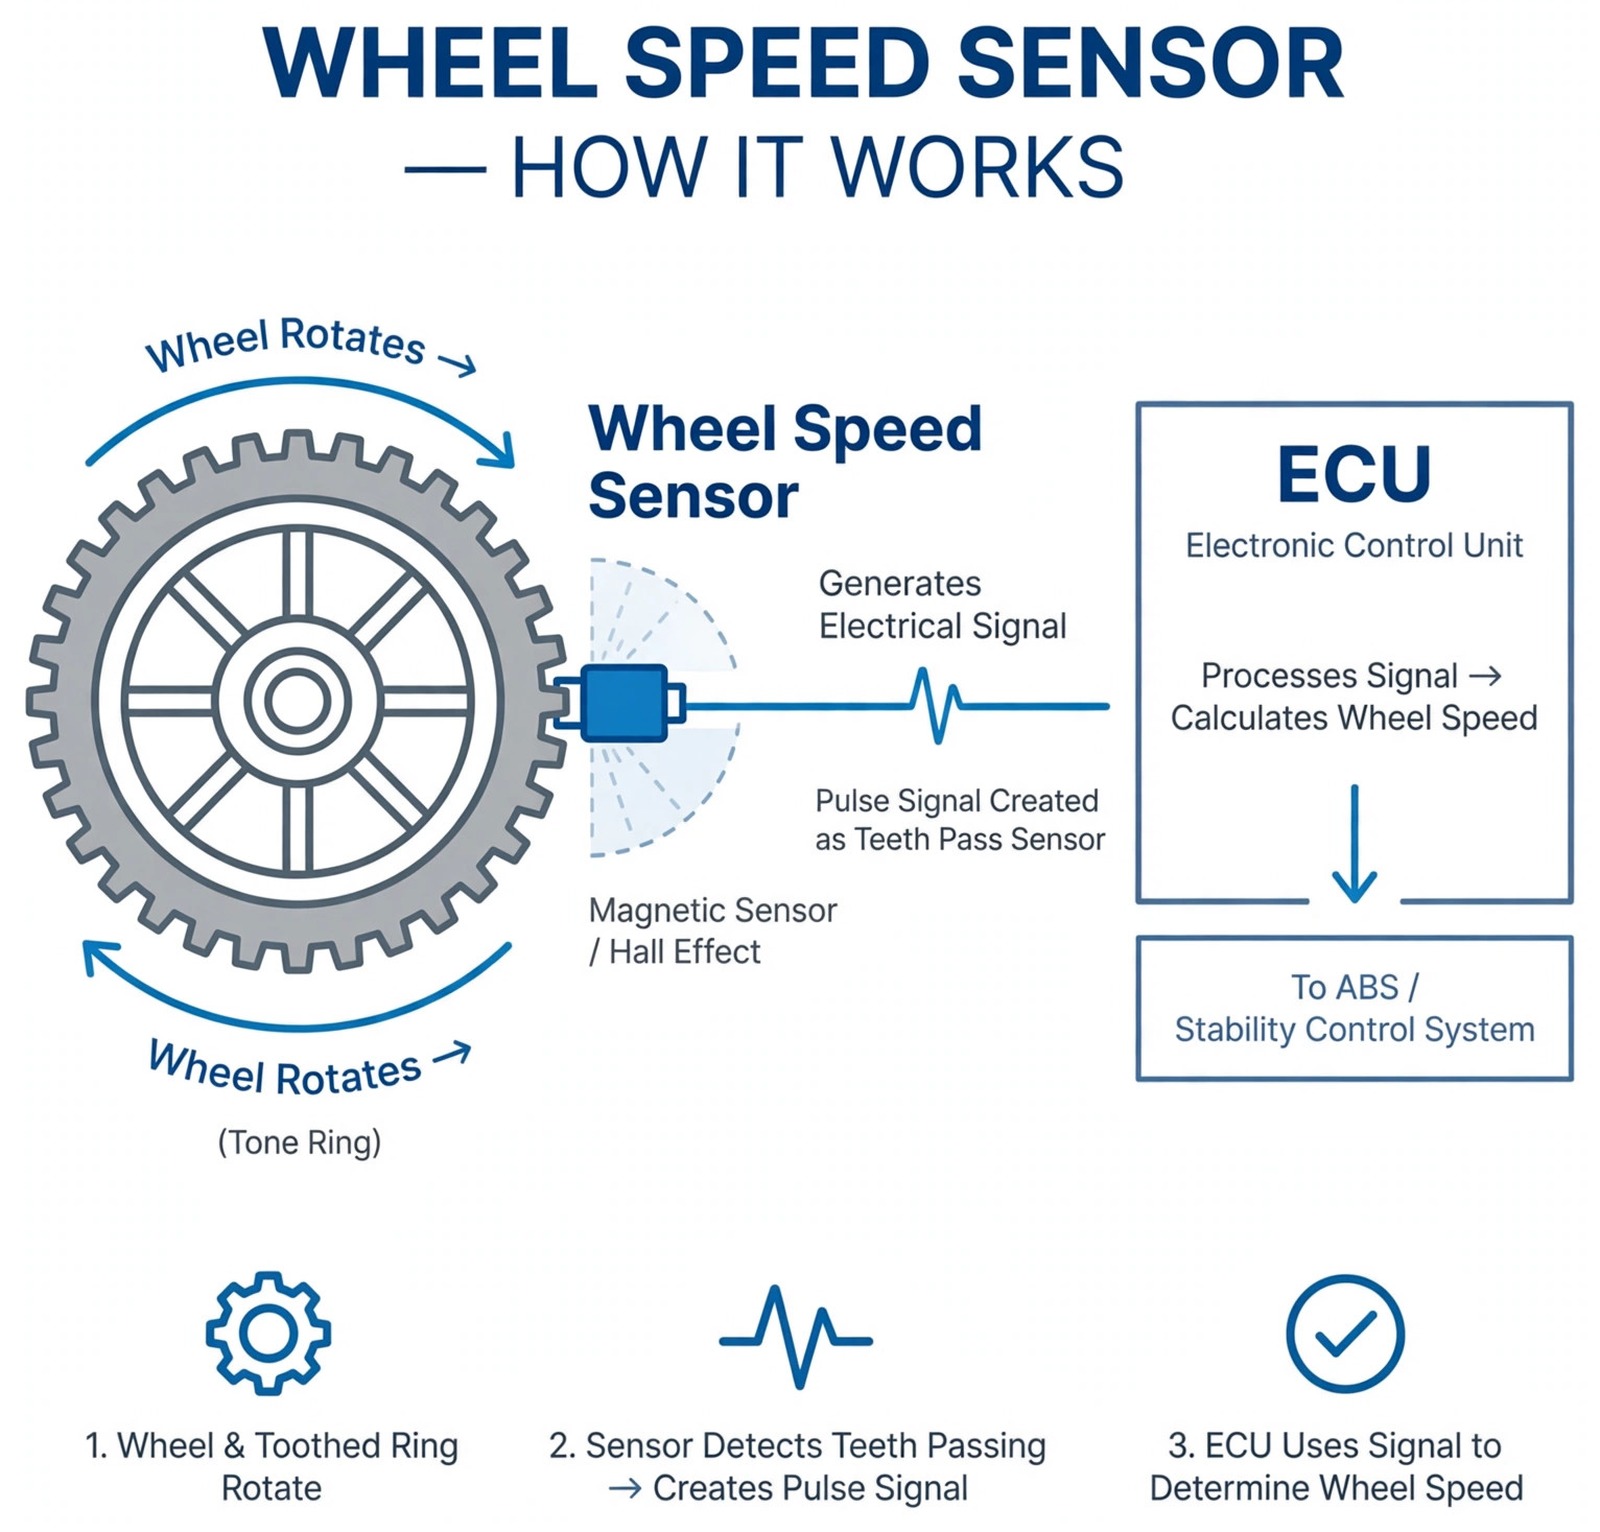 WHEEL SPEED SENSOR
— HOW IT WORKS
Wheel Rotates →
Wheel Speed
Sensor
Generates
Electrical Signal
Pulse Signal Created
as Teeth Pass Sensor
Magnetic Sensor
/ Hall Effect
ECU
Electronic Control Unit
Processes Signal →
Calculates Wheel Speed
To ABS /
Stability Control System
Wheel Rotates →
(Tone Ring)
1. Wheel & Toothed Ring
Rotate
2. Sensor Detects Teeth Passing
→ Creates Pulse Signal
3. ECU Uses Signal to
Determine Wheel Speed